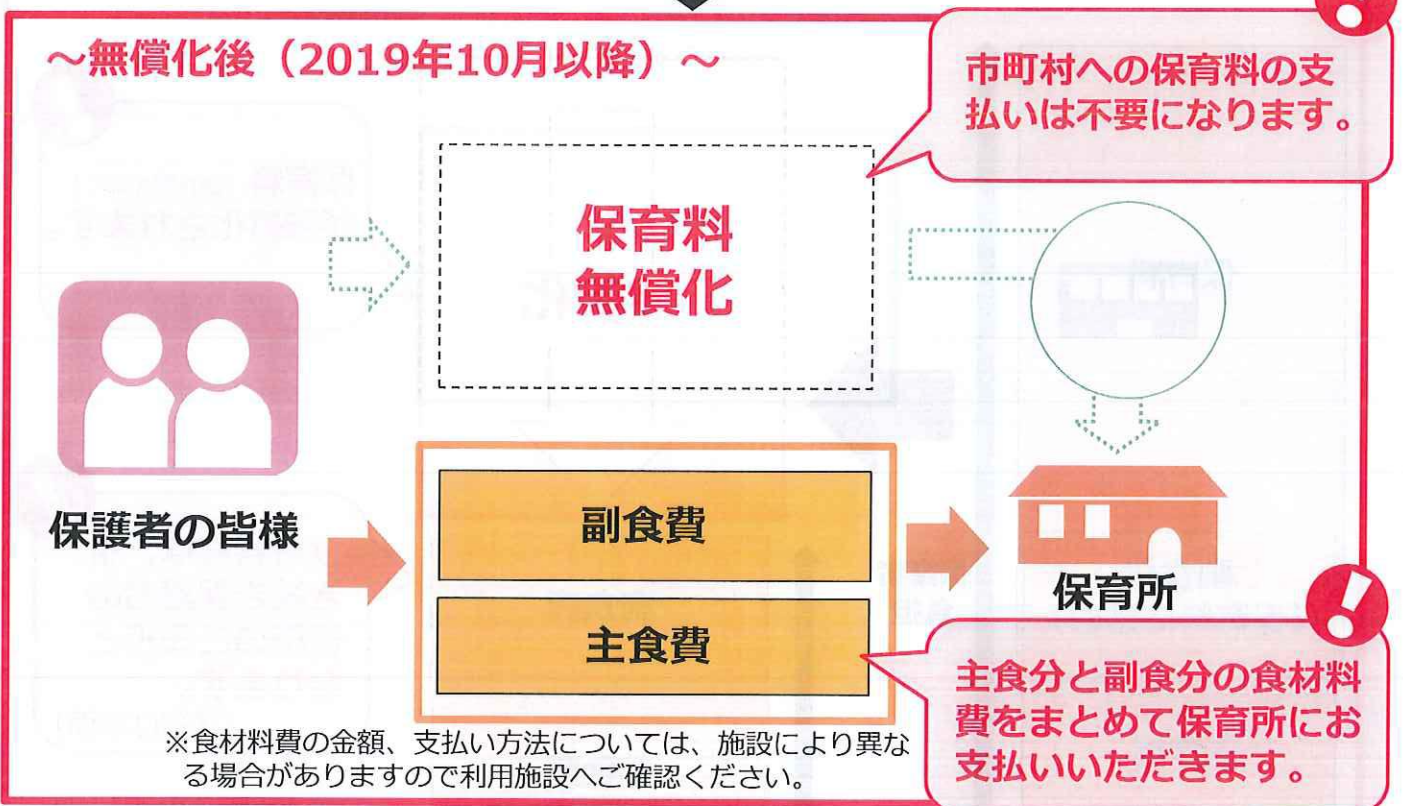 ～無償化後（2019年10月以降）～
市町村への保育料の支
払いは不要になります。
保育料
無償化
保護者の皆様
副食費
主食費
保育所
主食分と副食分の食材料
費をまとめて保育所にお
支払いいただきます。
※食材料費の金額、支払い方法については、施設により異な
る場合がありますので利用施設へご確認ください。